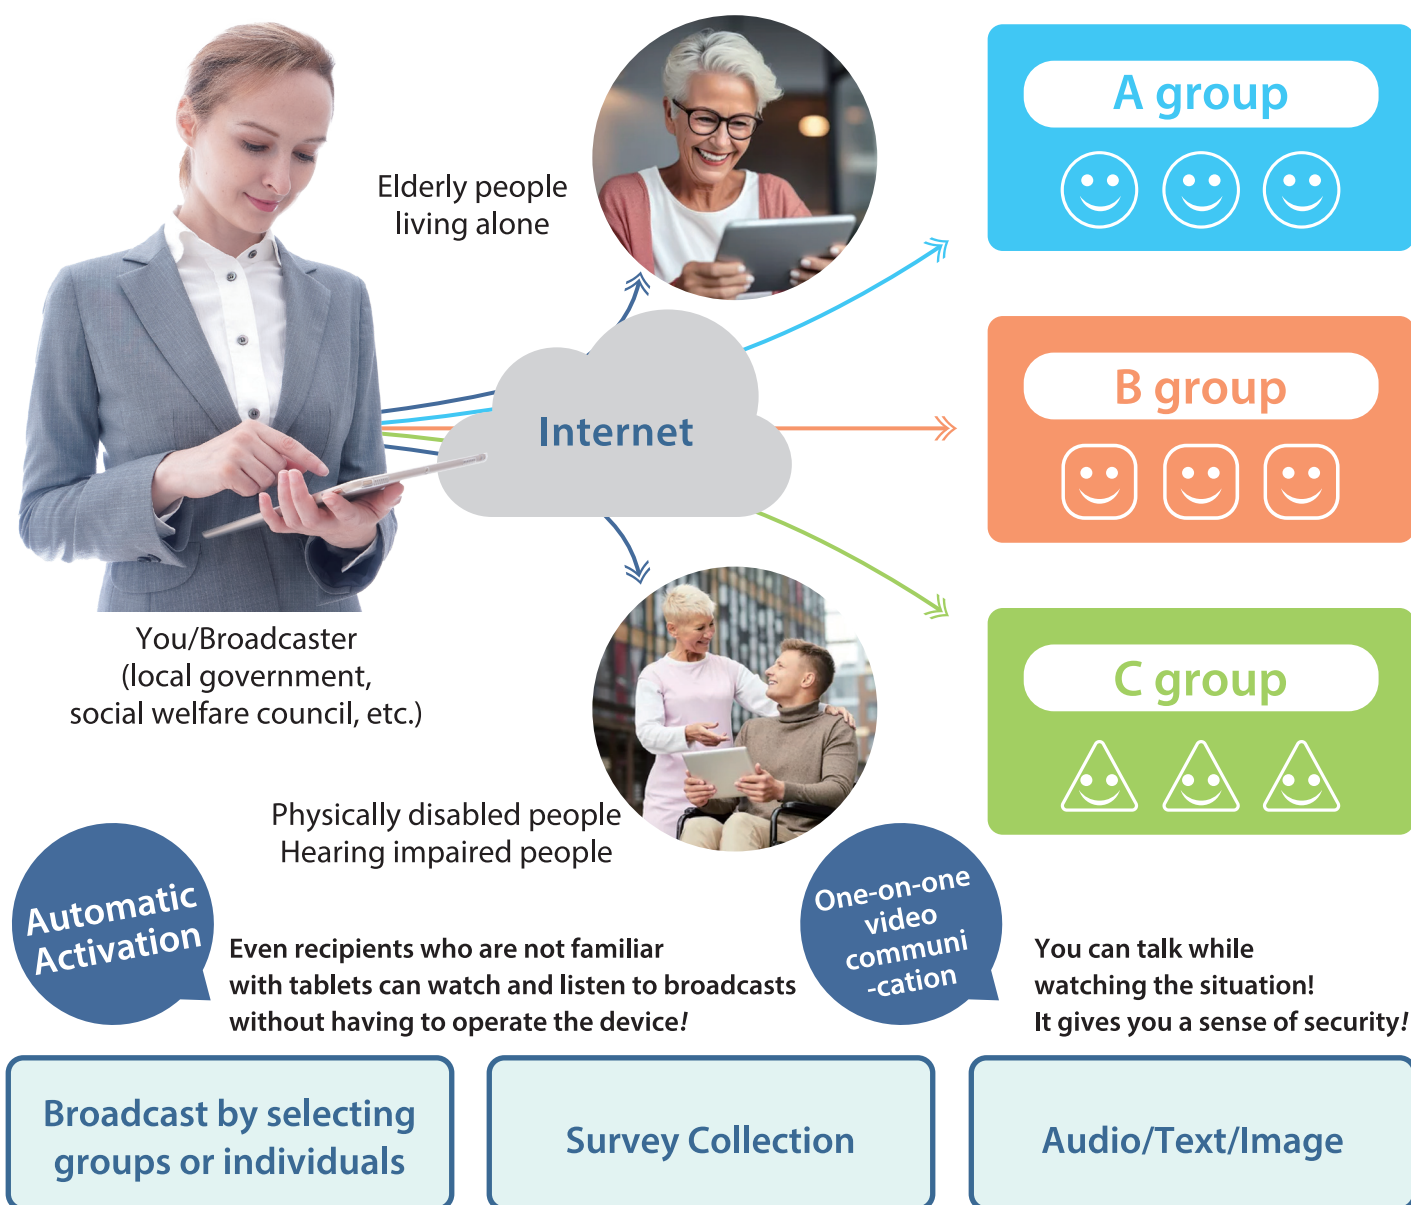 A group
Elderly people
living alone
B group
Internet
C group
You/Broadcaster
(local government,
social welfare council, etc.)
Physically disabled people
Hearing impaired people
Automatic
Activation
Even recipients who are not familiar
with tablets can watch and listen to broadcasts
without having to operate the device!
One-on-one
video
communi
-cation
You can talk while
watching the situation!
It gives you a sense of security!
Broadcast by selecting
groups or individuals
Survey Collection
Audio/Text/Image